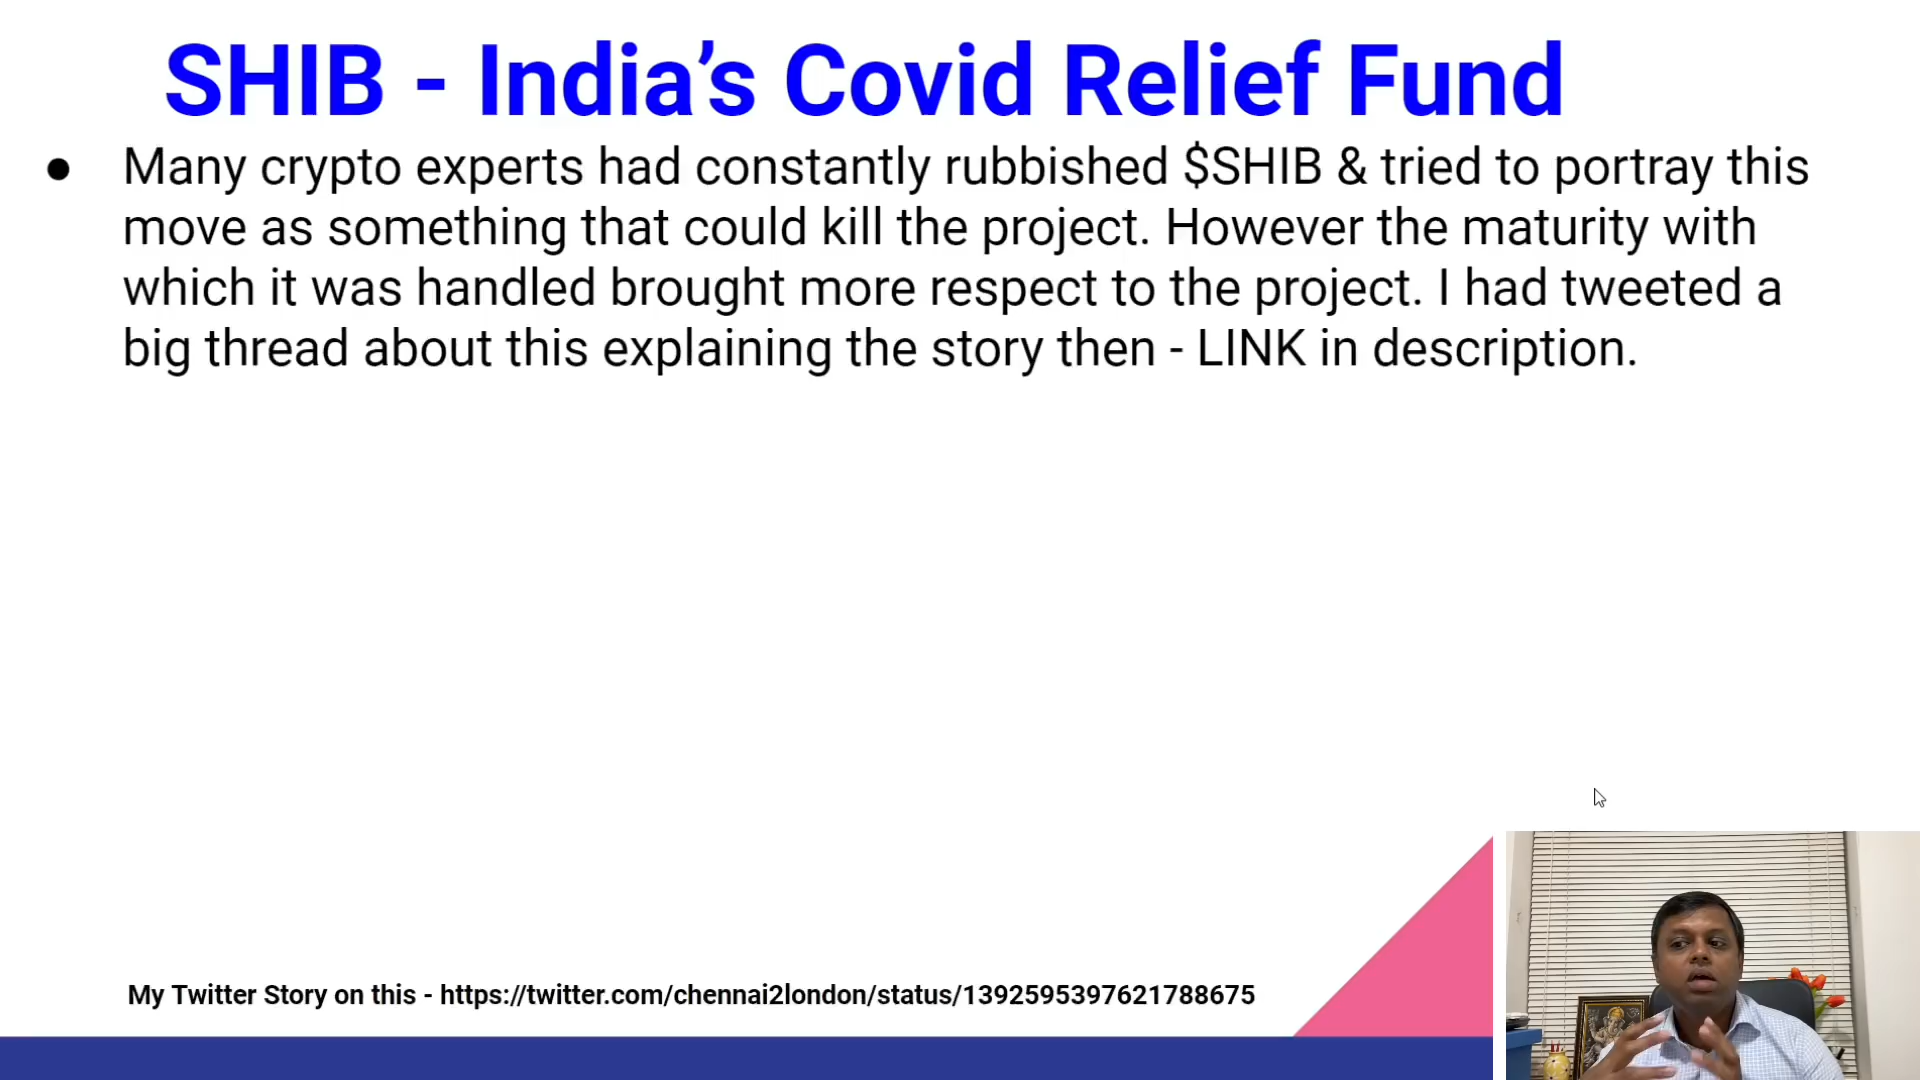 SHIB - India’s Covid Relief Fund
● Many crypto experts had constantly rubbished $SHIB & tried to portray this
move as something that could kill the project. However the maturity with
which it was handled brought more respect to the project. I had tweeted a
big thread about this explaining the story then - LINK in description.
My Twitter Story on this - https://twitter.com/chennai2london/status/1392595397621788675